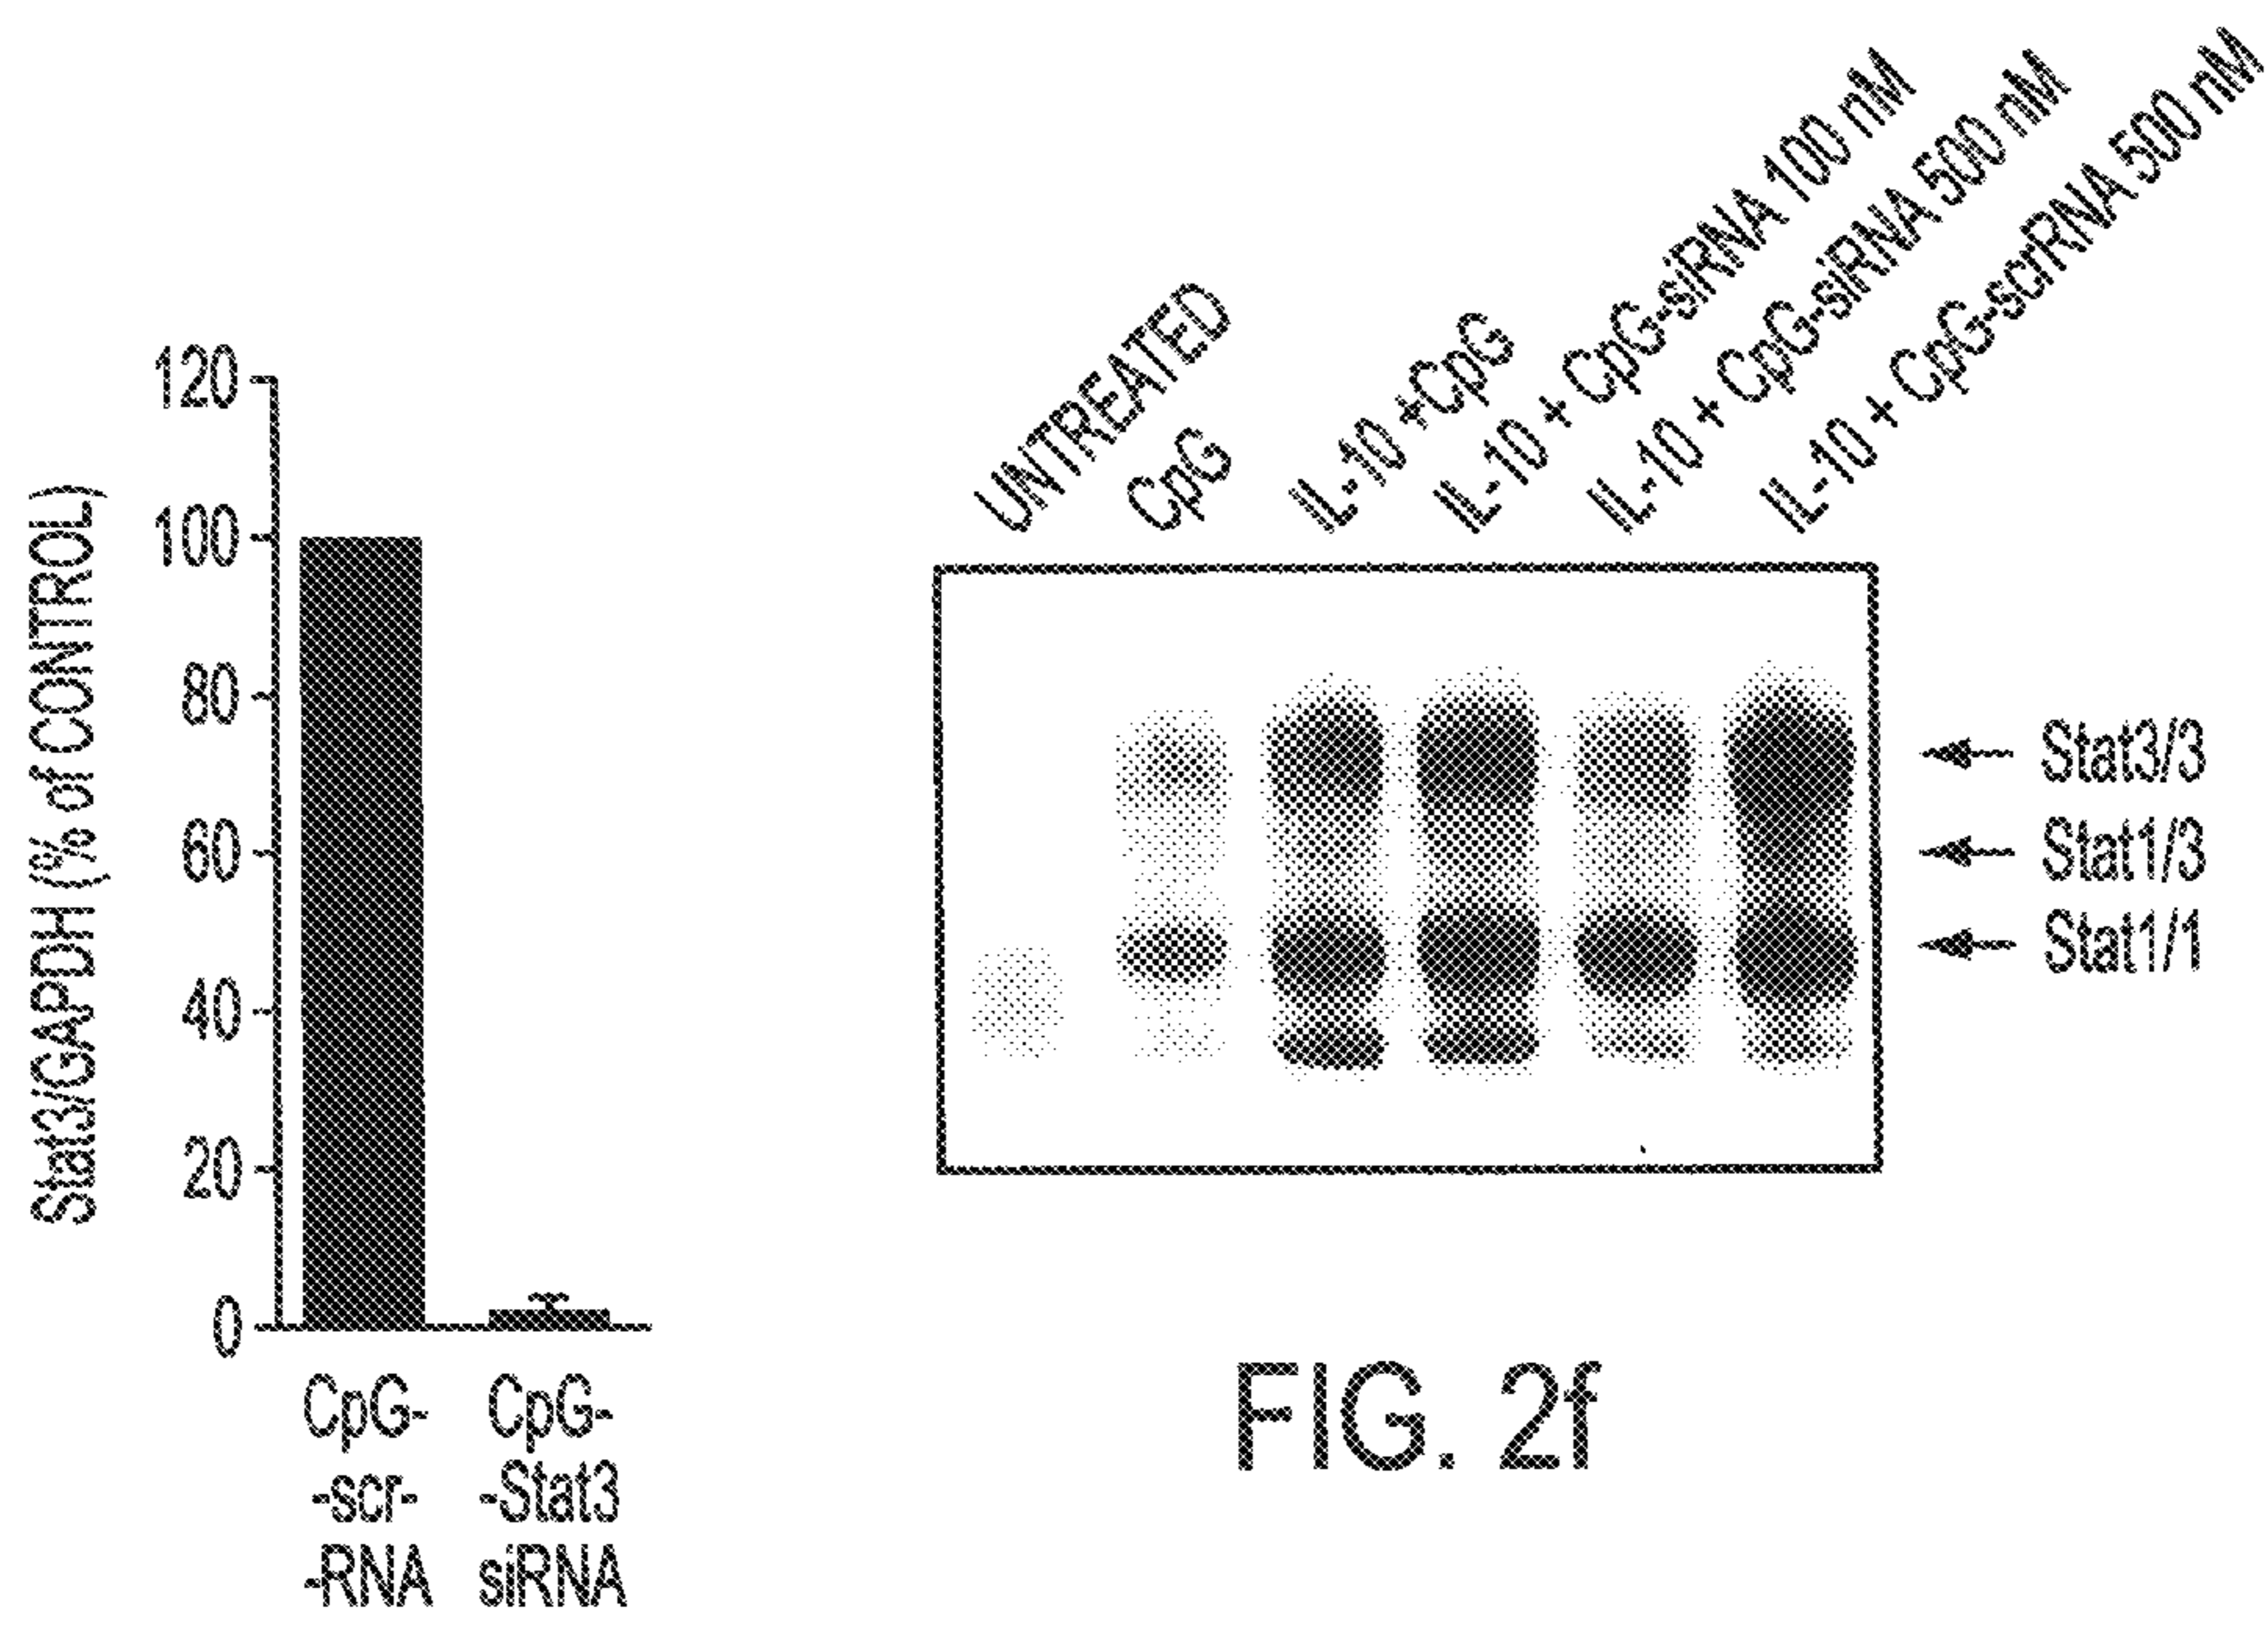 Stat3/GAPDH (% of CONTROL)
120
100
80
60
40
20
0
CpG-
-scr-
-RNA
CpG-
-Stat3
siRNA
UNTREATED
CpG
IL-10 +CpG
IL-10 + CpG-siRNA 100 nM
IL-10 + CpG-siRNA 500 nM
IL-10 + CpG-scrRNA 500 nM
Stat3/3
Stat1/3
Stat1/1
FIG. 2f